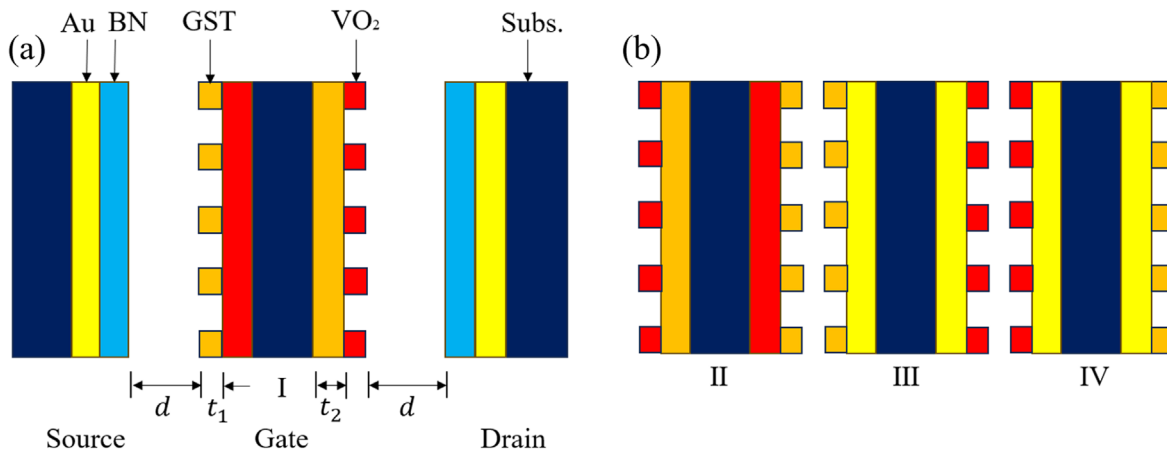 (a) Au BN GST VO₂ Subs.
(b)
d t₁ I t₂ d
II III IV
Source Gate Drain